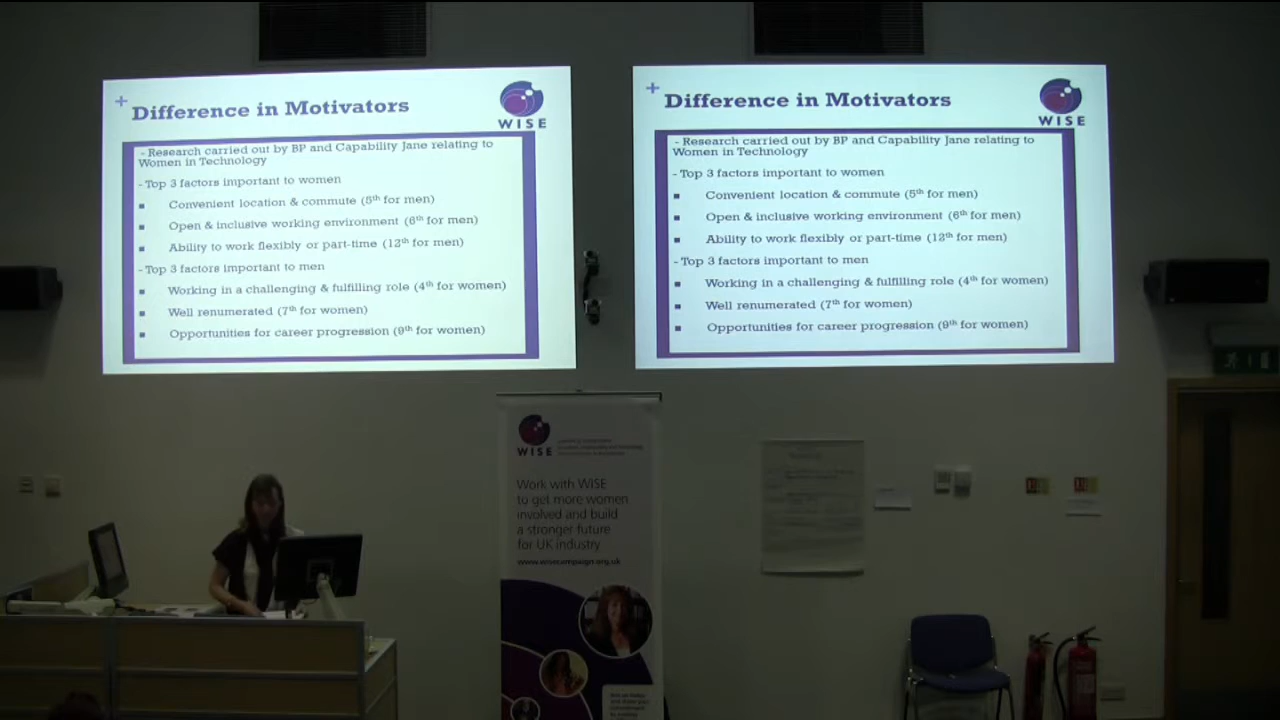 + Difference in Motivators
WISE
- Research carried out by BP and Capability Jane relating to
Women in Technology
- Top 3 factors important to women
▪ Convenient location & commute (5th for men)
▪ Open & inclusive working environment (6th for men)
▪ Ability to work flexibly or part-time (12th for men)
- Top 3 factors important to men
▪ Working in a challenging & fulfilling role (4th for women)
▪ Well renumerated (7th for women)
▪ Opportunities for career progression (9th for women)
+ Difference in Motivators
WISE
- Research carried out by BP and Capability Jane relating to
Women in Technology
- Top 3 factors important to women
▪ Convenient location & commute (5th for men)
▪ Open & inclusive working environment (6th for men)
▪ Ability to work flexibly or part-time (12th for men)
- Top 3 factors important to men
▪ Working in a challenging & fulfilling role (4th for women)
▪ Well renumerated (7th for women)
▪ Opportunities for career progression (9th for women)
WISE
Work with WISE
to get more women
involved and build
a stronger future
for UK industry
www.wisecampaign.org.uk